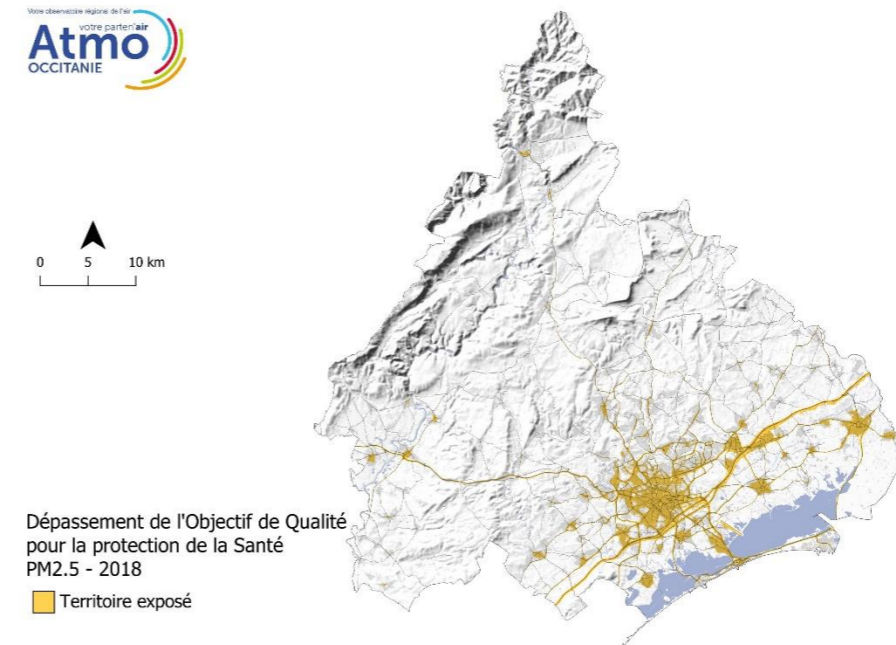 Votre observatoire régional de l'air
votre parten'air
Atmo
OCCITANIE
0 5 10 km
Dépassement de l'Objectif de Qualité
pour la protection de la Santé
PM2.5 - 2018
Territoire exposé